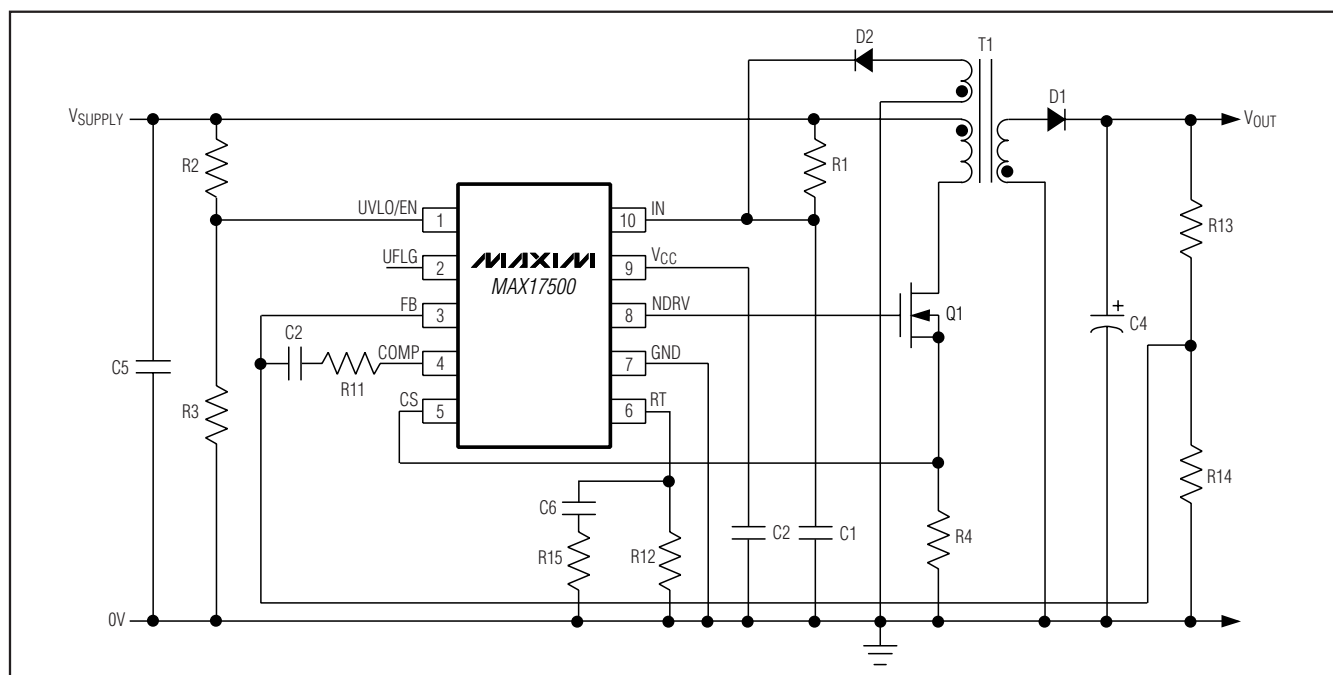 D2
T1
D1
VSUPPLY
VOUT
R2
R1
R13
UVLO/EN
1
10
IN
MAXIM
UFLG
2
9
VCC
MAX17500
FB
3
8
NDRV
Q1
C4
+
C2
COMP
4
7
GND
C5
R11
R3
CS
5
6
RT
R14
C6
C2
C1
R4
R15
R12
0V